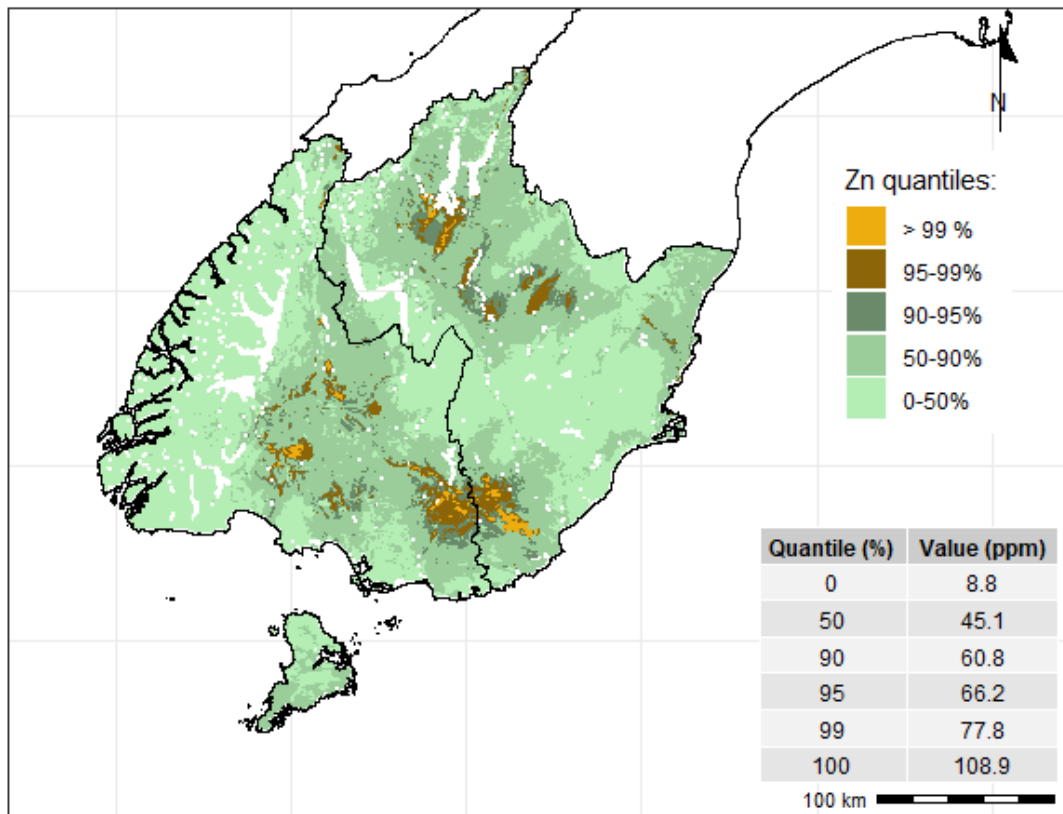 N
Zn quantiles:
> 99 %
95-99%
90-95%
50-90%
0-50%
Quantile (%) Value (ppm)
0 8.8
50 45.1
90 60.8
95 66.2
99 77.8
100 108.9
100 km